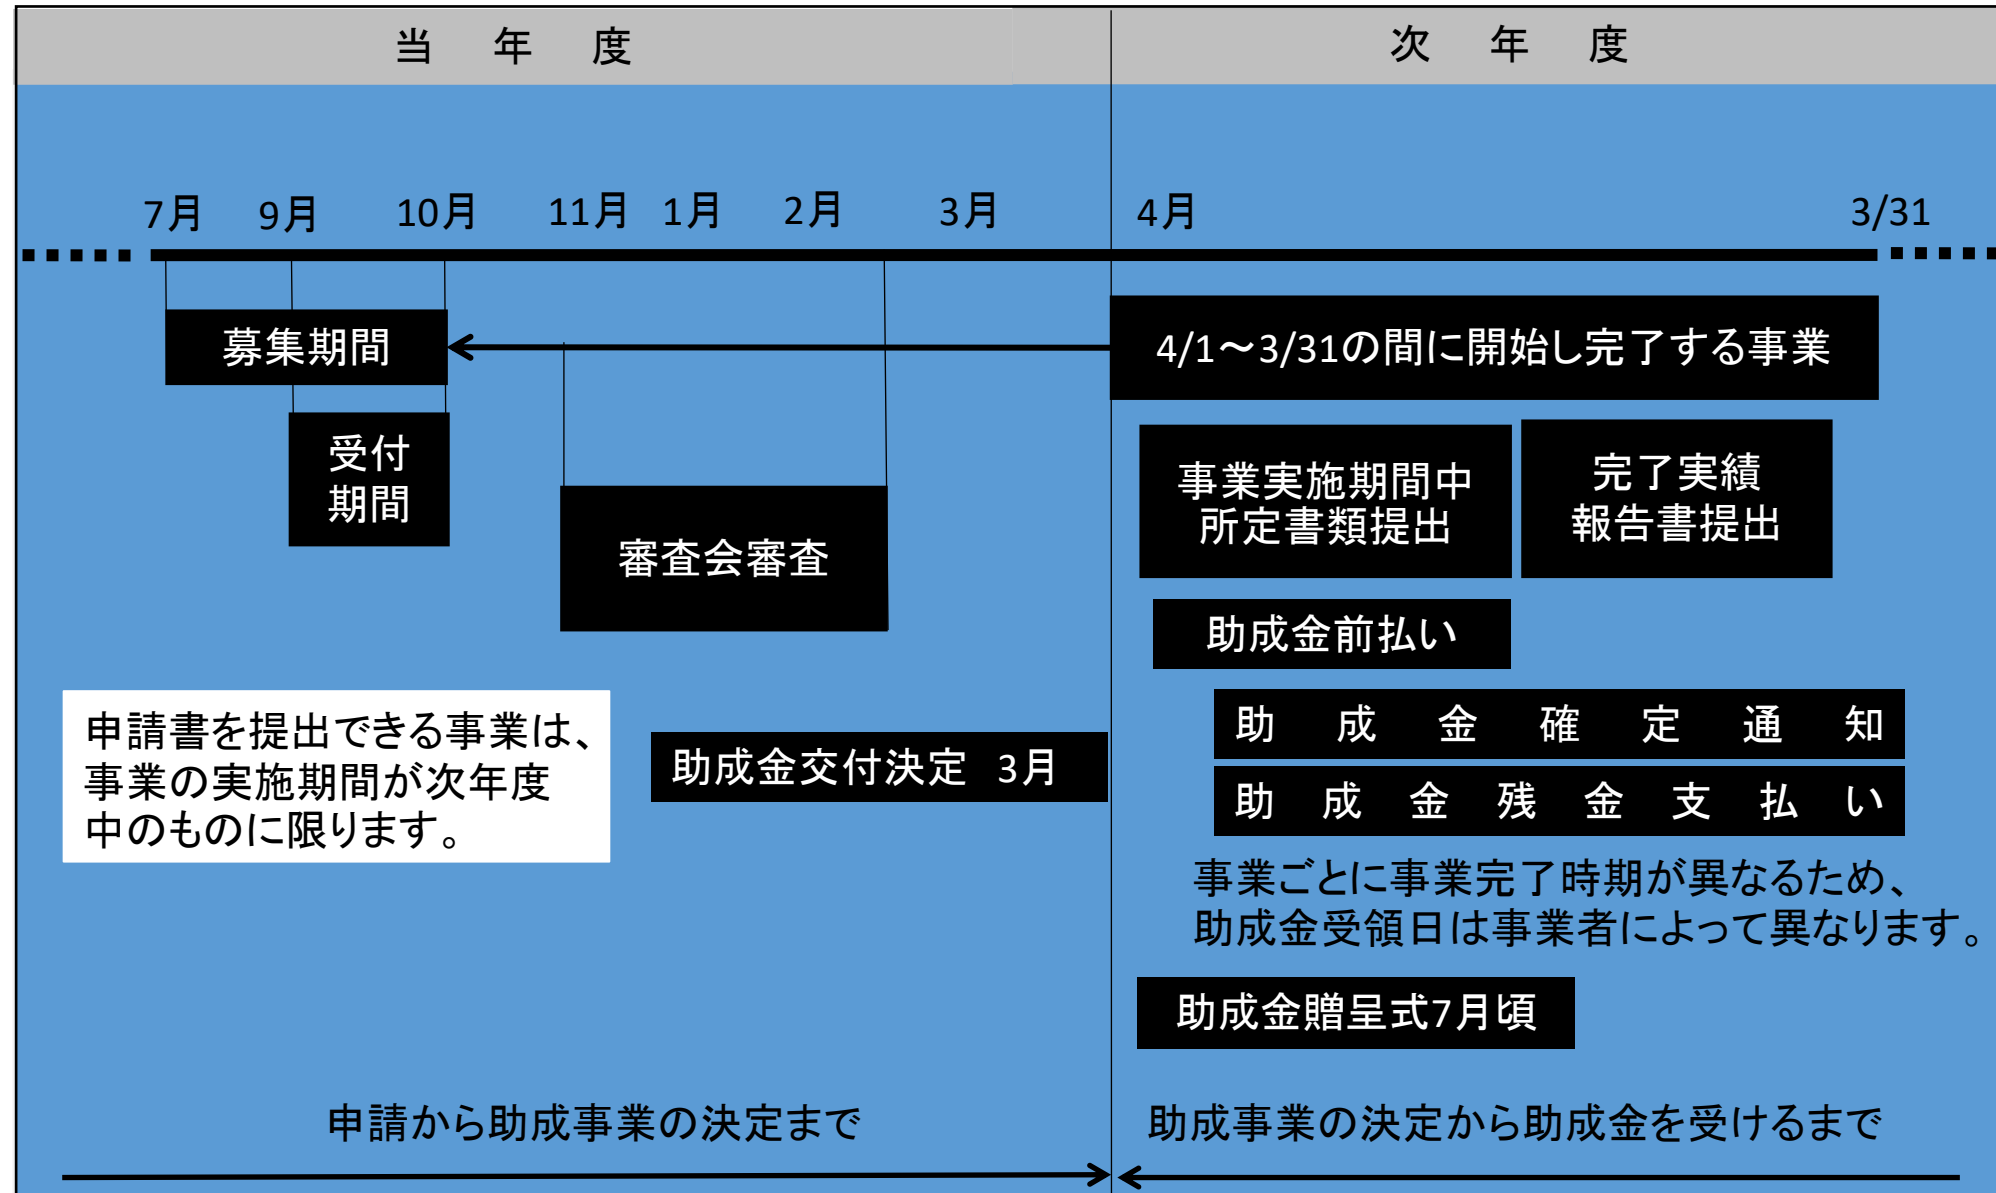 当 年 度
次 年 度
7月 9月 10月 11月 1月 2月 3月 4月 3/31
募集期間
4/1～3/31の間に開始し完了する事業
受付
期間
審査会審査
事業実施期間中
所定書類提出
完了実績
報告書提出
助成金前払い
申請書を提出できる事業は、
事業の実施期間が次年度
中のものに限ります。
助成金交付決定 3月
助 成 金 確 定 通 知
助 成 金 残 金 支 払 い
事業ごとに事業完了時期が異なるため、
助成金受領日は事業者によって異なります。
助成金贈呈式7月頃
申請から助成事業の決定まで
助成事業の決定から助成金を受けるまで